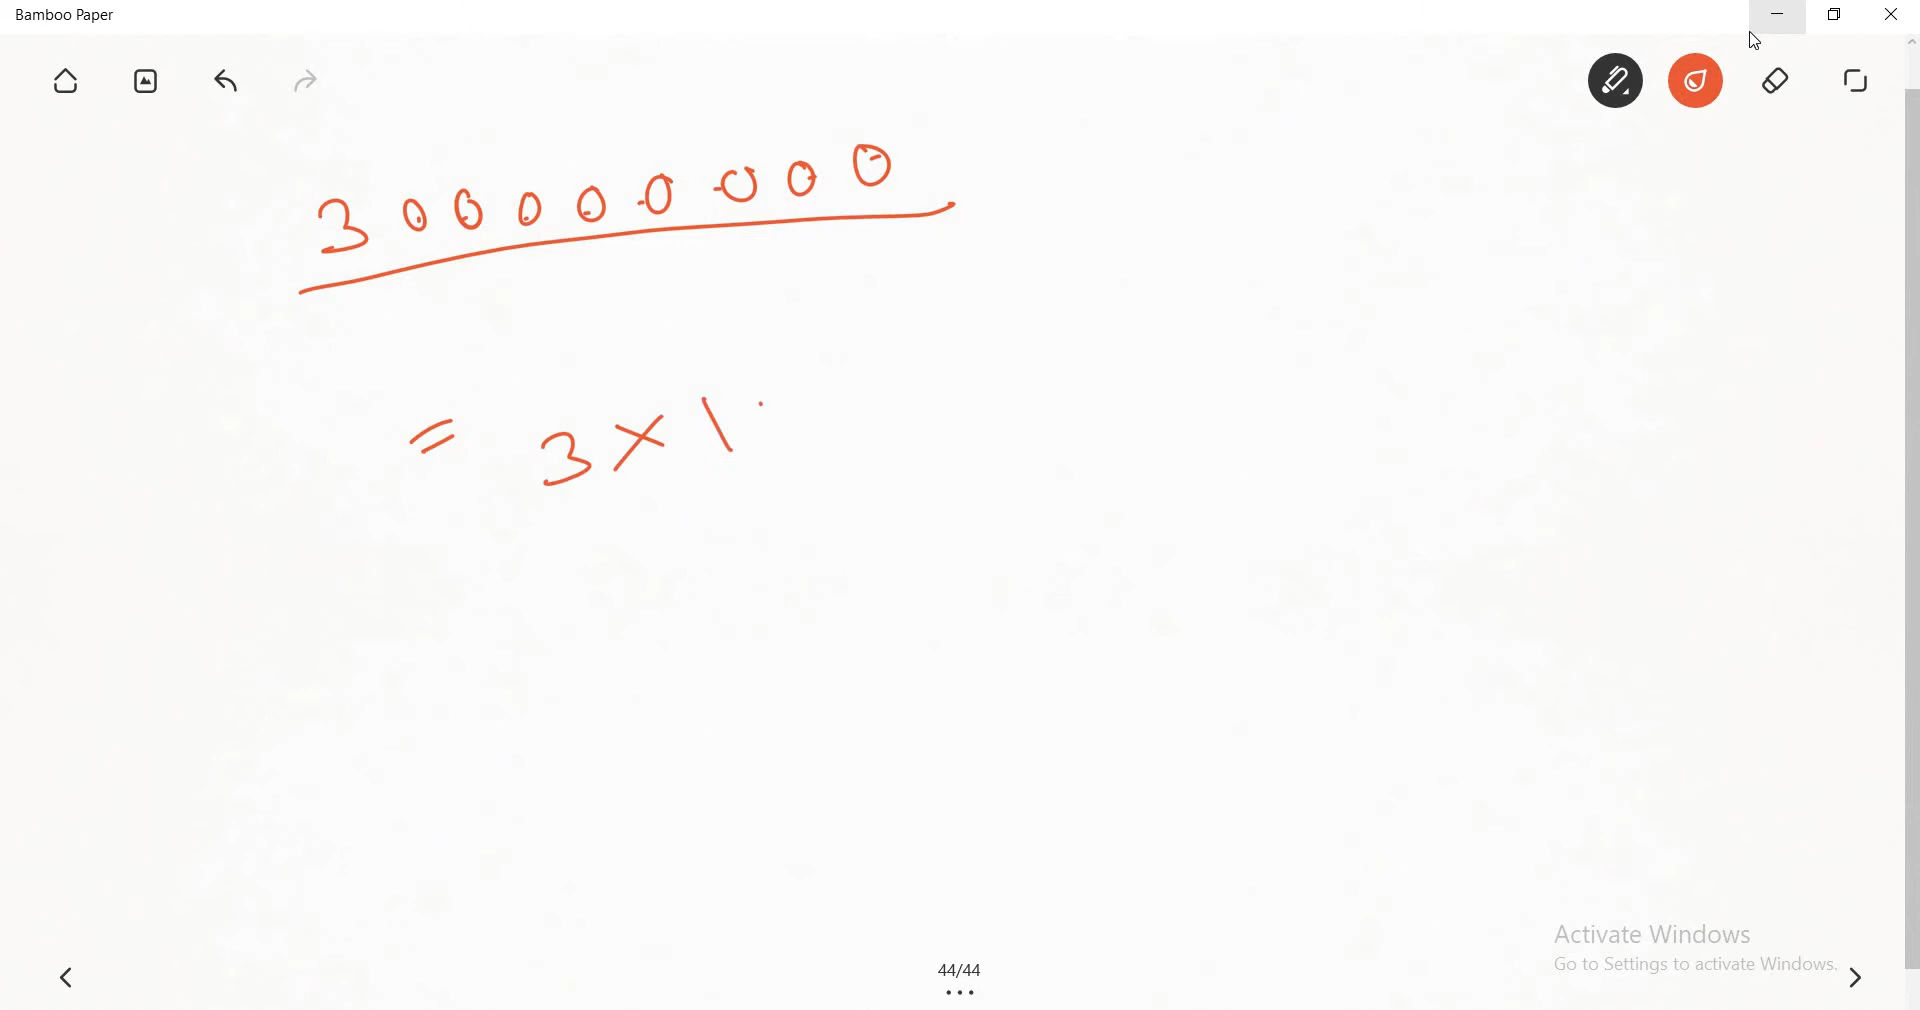 Bamboo Paper
300000000
= 3 × 1
44/44
Activate Windows
Go to Settings to activate Windows.